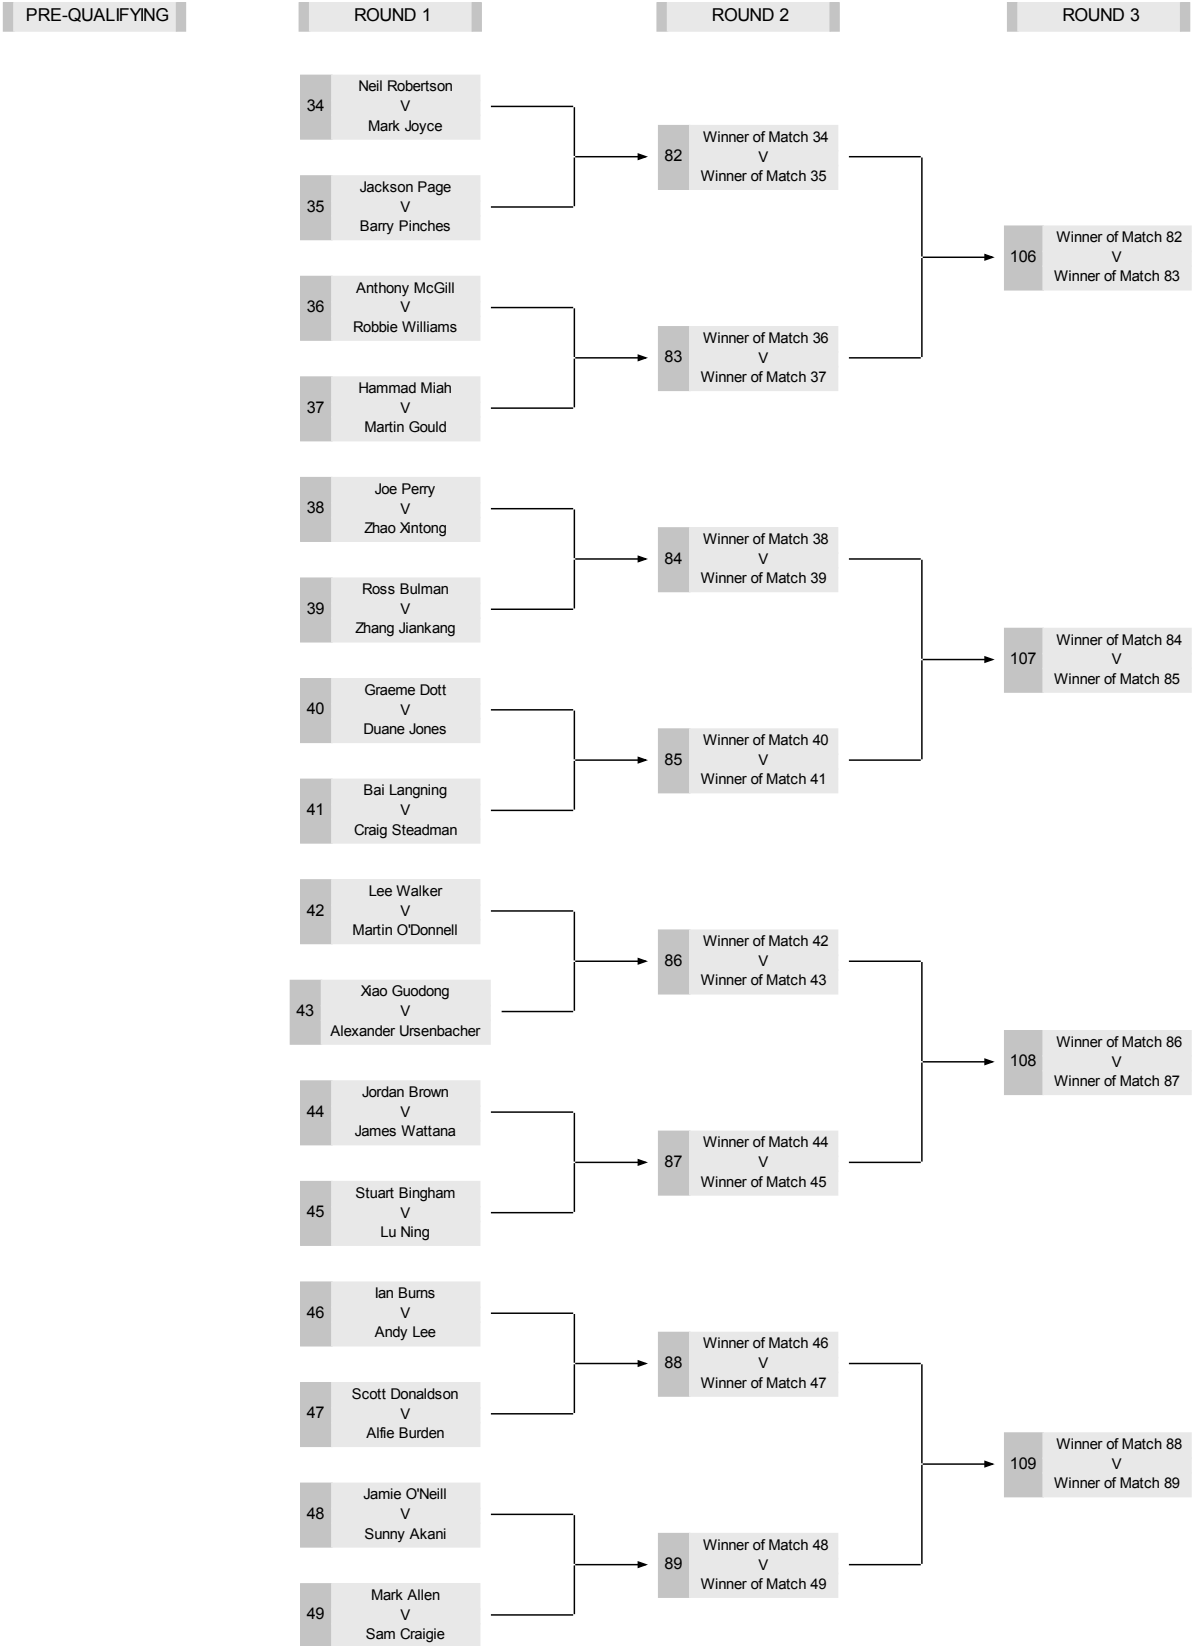 PRE-QUALIFYING
ROUND 1
ROUND 2
ROUND 3
34
Neil Robertson
V
Mark Joyce
35
Jackson Page
V
Barry Pinches
36
Anthony McGill
V
Robbie Williams
37
Hammad Miah
V
Martin Gould
38
Joe Perry
V
Zhao Xintong
39
Ross Bulman
V
Zhang Jiankang
40
Graeme Dott
V
Duane Jones
41
Bai Langning
V
Craig Steadman
42
Lee Walker
V
Martin O'Donnell
43
Xiao Guodong
V
Alexander Ursenbacher
44
Jordan Brown
V
James Wattana
45
Stuart Bingham
V
Lu Ning
46
Ian Burns
V
Andy Lee
47
Scott Donaldson
V
Alfie Burden
48
Jamie O'Neill
V
Sunny Akani
49
Mark Allen
V
Sam Craigie
82
Winner of Match 34
V
Winner of Match 35
83
Winner of Match 36
V
Winner of Match 37
84
Winner of Match 38
V
Winner of Match 39
85
Winner of Match 40
V
Winner of Match 41
86
Winner of Match 42
V
Winner of Match 43
87
Winner of Match 44
V
Winner of Match 45
88
Winner of Match 46
V
Winner of Match 47
89
Winner of Match 48
V
Winner of Match 49
106
Winner of Match 82
V
Winner of Match 83
107
Winner of Match 84
V
Winner of Match 85
108
Winner of Match 86
V
Winner of Match 87
109
Winner of Match 88
V
Winner of Match 89